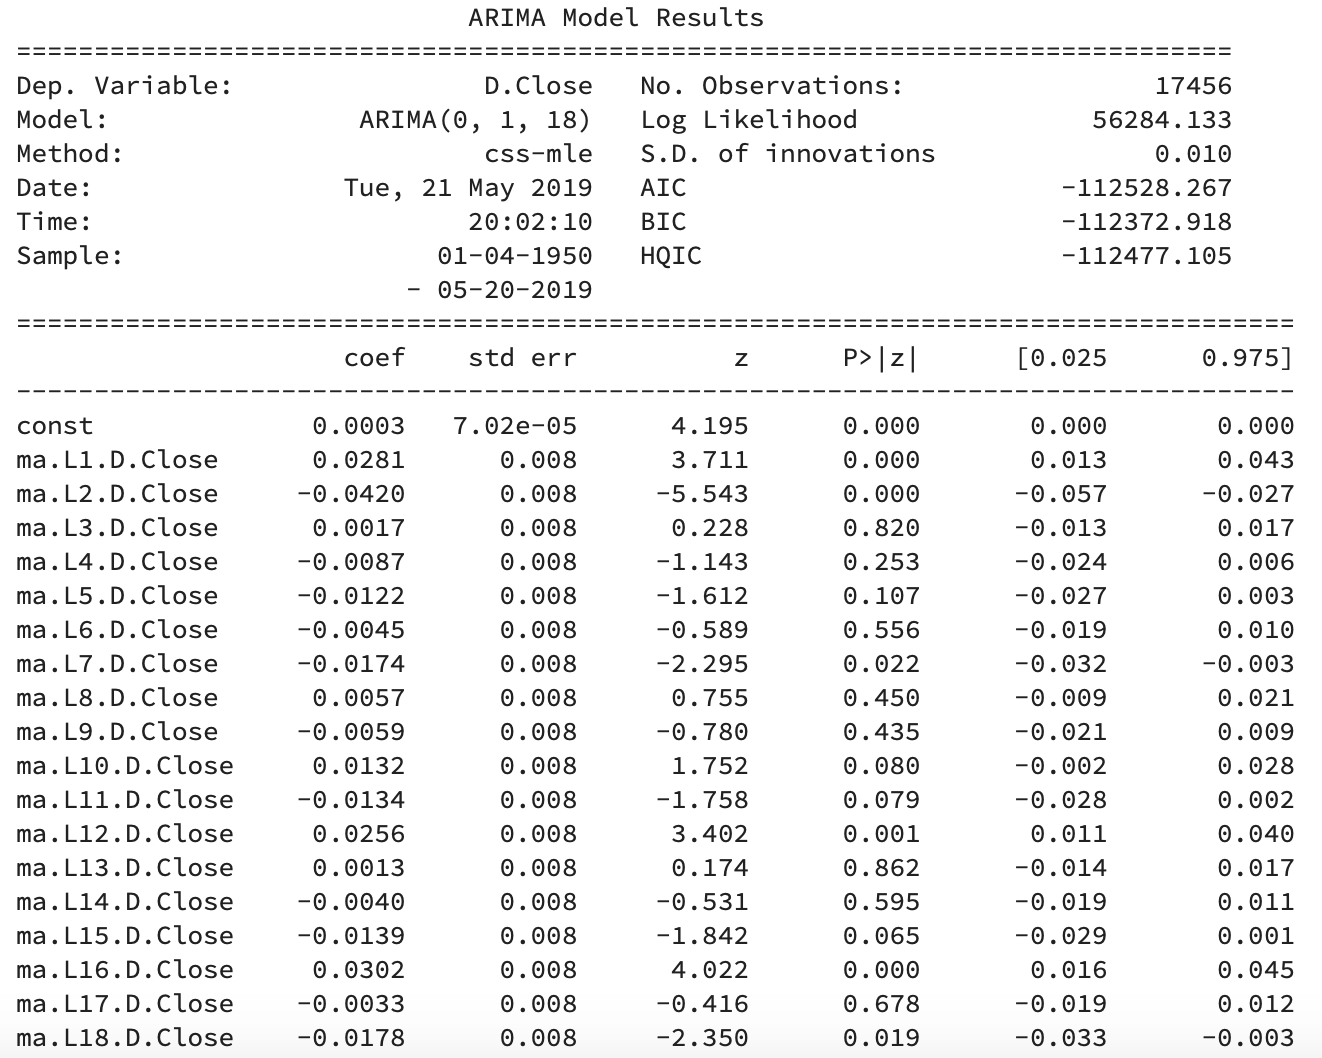 ARIMA Model Results
==============================================================================
Dep. Variable:                D.Close   No. Observations:                17456
Model:                ARIMA(0, 1, 18)   Log Likelihood               56284.133
Method:                       css-mle   S.D. of innovations              0.010
Date:                Tue, 21 May 2019   AIC                        -112528.267
Time:                        20:02:10   BIC                        -112372.918
Sample:                    01-04-1950   HQIC                       -112477.105
                         - 05-20-2019
==================================================================================
                     coef    std err          z      P>|z|      [0.025      0.975]
----------------------------------------------------------------------------------
const              0.0003   7.02e-05      4.195      0.000       0.000       0.000
ma.L1.D.Close      0.0281      0.008      3.711      0.000       0.013       0.043
ma.L2.D.Close     -0.0420      0.008     -5.543      0.000      -0.057      -0.027
ma.L3.D.Close      0.0017      0.008      0.228      0.820      -0.013       0.017
ma.L4.D.Close     -0.0087      0.008     -1.143      0.253      -0.024       0.006
ma.L5.D.Close     -0.0122      0.008     -1.612      0.107      -0.027       0.003
ma.L6.D.Close     -0.0045      0.008     -0.589      0.556      -0.019       0.010
ma.L7.D.Close     -0.0174      0.008     -2.295      0.022      -0.032      -0.003
ma.L8.D.Close      0.0057      0.008      0.755      0.450      -0.009       0.021
ma.L9.D.Close     -0.0059      0.008     -0.780      0.435      -0.021       0.009
ma.L10.D.Close     0.0132      0.008      1.752      0.080      -0.002       0.028
ma.L11.D.Close    -0.0134      0.008     -1.758      0.079      -0.028       0.002
ma.L12.D.Close     0.0256      0.008      3.402      0.001       0.011       0.040
ma.L13.D.Close     0.0013      0.008      0.174      0.862      -0.014       0.017
ma.L14.D.Close    -0.0040      0.008     -0.531      0.595      -0.019       0.011
ma.L15.D.Close    -0.0139      0.008     -1.842      0.065      -0.029       0.001
ma.L16.D.Close     0.0302      0.008      4.022      0.000       0.016       0.045
ma.L17.D.Close    -0.0033      0.008     -0.416      0.678      -0.019       0.012
ma.L18.D.Close    -0.0178      0.008     -2.350      0.019      -0.033      -0.003